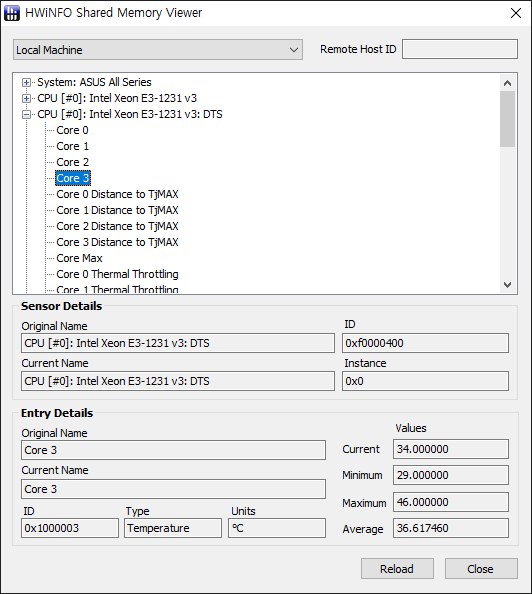 HWiNFO Shared Memory Viewer
Local Machine
Remote Host ID
System: ASUS All Series
CPU [#0]: Intel Xeon E3-1231 v3
CPU [#0]: Intel Xeon E3-1231 v3: DTS
Core 0
Core 1
Core 2
Core 3
Core 0 Distance to TjMAX
Core 1 Distance to TjMAX
Core 2 Distance to TjMAX
Core 3 Distance to TjMAX
Core Max
Core 0 Thermal Throttling
Core 1 Thermal Throttling
Sensor Details
Original Name
ID
CPU [#0]: Intel Xeon E3-1231 v3: DTS
0xf0000400
Current Name
Instance
CPU [#0]: Intel Xeon E3-1231 v3: DTS
0x0
Entry Details
Original Name
Values
Core 3
Current
34.000000
Current Name
Minimum
29.000000
Core 3
ID
Type
Units
Maximum
46.000000
0x1000003
Temperature
°C
Average
36.617460
Reload
Close